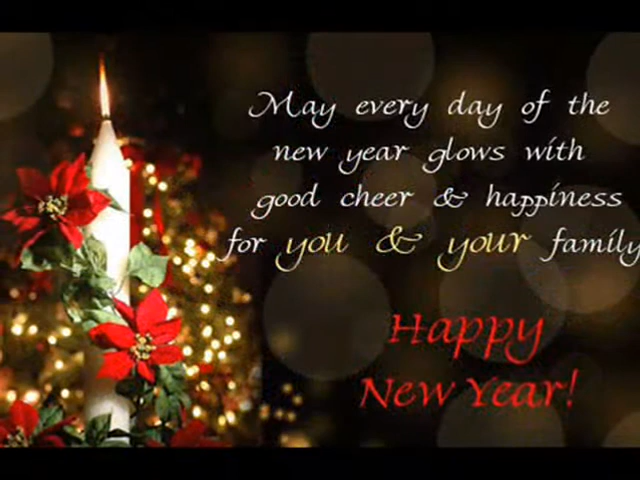 May every day of the
new year glows with
good cheer & happiness
for you & your family
Happy
New Year!